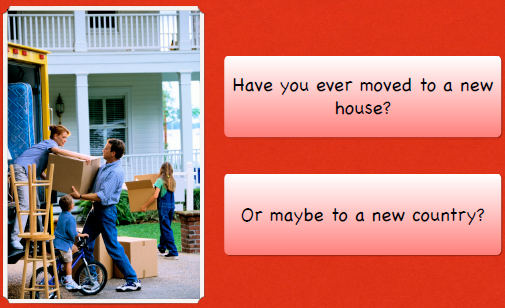 Have you ever moved to a new
house?
Or maybe to a new country?